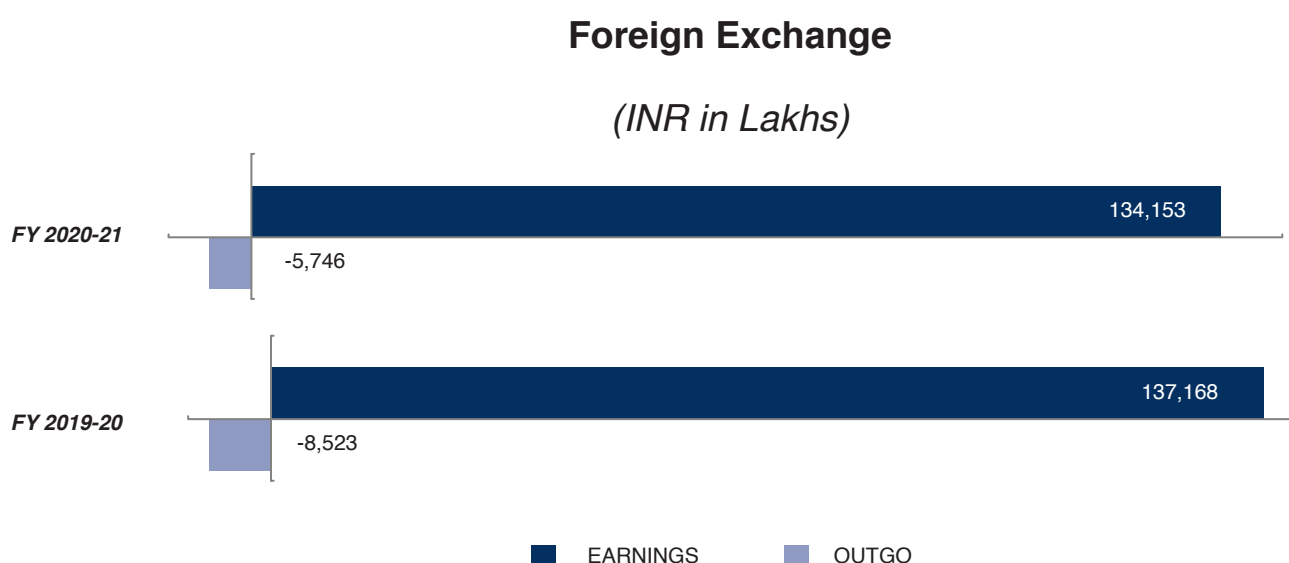 Foreign Exchange
(INR in Lakhs)
FY 2020-21
134,153
-5,746
FY 2019-20
137,168
-8,523
EARNINGS
OUTGO